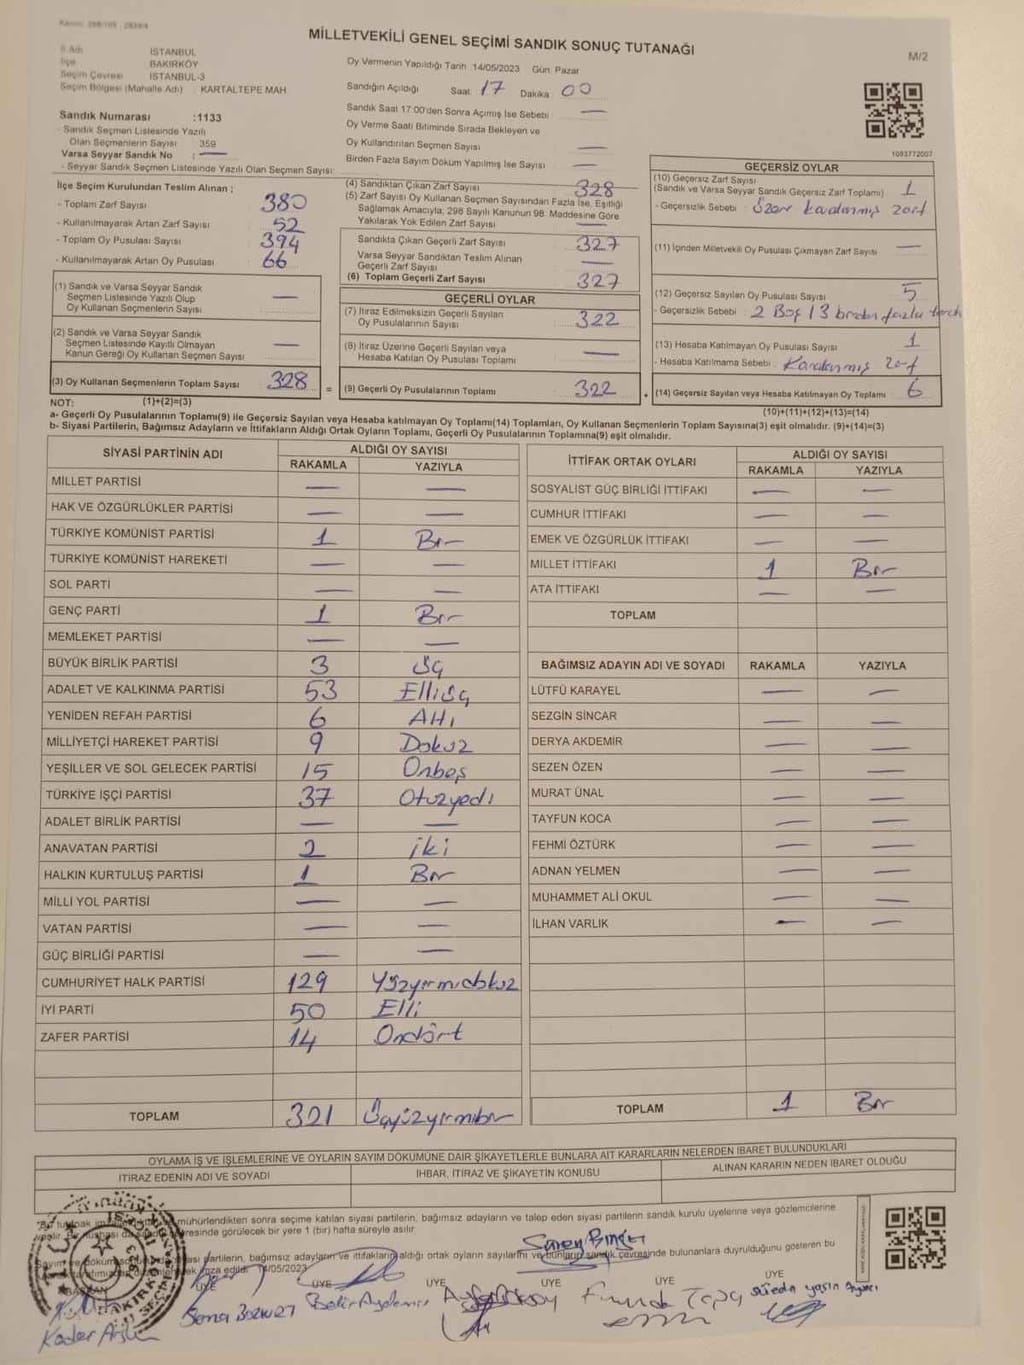 MİLLETVEKİLİ GENEL SEÇİMİ SANDIK SONUÇ TUTANAĞI
M/2
İl Adı İSTANBUL
İlçe BAKIRKÖY
Seçim Çevresi İSTANBUL-3
Seçim Bölgesi (Mahalle Adı) : KARTALTEPE MAH
Oy Vermenin Yapıldığı Tarih :14/05/2023 Gün: Pazar
Sandığın Açıldığı Saat 17 Dakika 00
Sandık Saat 17:00'den Sonra Açımış İse Sebebi —
Oy Verme Saati Bitiminde Sırada Bekleyen ve
Oy Kullandırılan Seçmen Sayısı —
Birden Fazla Sayım Döküm Yapılmış İse Sayısı —
Sandık Numarası :1133
- Sandık Seçmen Listesinde Yazılı
Olan Seçmenlerin Sayısı : 359
Varsa Seyyar Sandık No : —
- Seyyar Sandık Seçmen Listesinde Yazılı Olan Seçmen Sayısı:
1093772007
İlçe Seçim Kurulundan Teslim Alınan ;
- Toplam Zarf Sayısı 380
- Kullanılmayarak Artan Zarf Sayısı 52
- Toplam Oy Pusulası Sayısı 394
- Kullanılmayarak Artan Oy Pusulası 66
(1) Sandık ve Varsa Seyyar Sandık
Seçmen Listesinde Yazılı Olup
Oy Kullanan Seçmenlerin Sayısı —
(2) Sandık ve Varsa Seyyar Sandık
Seçmen Listesinde Kayıtlı Olmayan
Kanun Gereği Oy Kullanan Seçmen Sayısı —
(3) Oy Kullanan Seçmenlerin Toplam Sayısı 328
(4) Sandıktan Çıkan Zarf Sayısı 328
(5) Zarf Sayısı Oy Kullanan Seçmen Sayısından Fazla İse, Eşitliği
Sağlamak Amacıyla, 298 Sayılı Kanunun 98. Maddesine Göre
Yakılarak Yok Edilen Zarf Sayısı —
Sandıkta Çıkan Geçerli Zarf Sayısı 327
Varsa Seyyar Sandıktan Teslim Alınan
Geçerli Zarf Sayısı —
(6) Toplam Geçerli Zarf Sayısı 327
GEÇERLİ OYLAR
(7) İtiraz Edilmeksizin Geçerli Sayılan
Oy Pusulalarının Sayısı 322
(8) İtiraz Üzerine Geçerli Sayılan veya
Hesaba Katılan Oy Pusulası Toplamı —
= (9) Geçerli Oy Pusulalarının Toplamı 322
GEÇERSİZ OYLAR
(10) Geçersiz Zarf Sayısı
(Sandık ve Varsa Seyyar Sandık Geçersiz Zarf Toplamı) 1
- Geçersizlik Sebebi : Üzeri karalanmış zarf
(11) İçinden Milletvekili Oy Pusulası Çıkmayan Zarf Sayısı —
(12) Geçersiz Sayılan Oy Pusulası Sayısı 5
- Geçersizlik Sebebi : 2 Boş / 3 birden fazla tercih
(13) Hesaba Katılmayan Oy Pusulası Sayısı 1
- Hesaba Katılmama Sebebi : Karalanmış zarf
(14) Geçersiz Sayılan veya Hesaba Katılmayan Oy Toplamı 6
NOT: (1)+(2)=(3)
(10)+(11)+(12)+(13)=(14)
a- Geçerli Oy Pusulalarının Toplamı(9) ile Geçersiz Sayılan veya Hesaba katılmayan Oy Toplamı(14) Toplamları, Oy Kullanan Seçmenlerin Toplam Sayısına(3) eşit olmalıdır. (9)+(14)=(3)
b- Siyasi Partilerin, Bağımsız Adayların ve İttifakların Aldığı Ortak Oyların Toplamı, Geçerli Oy Pusulalarının Toplamına(9) eşit olmalıdır.
SİYASİ PARTİNİN ADI ALDIĞI OY SAYISI
RAKAMLA YAZIYLA
MİLLET PARTİSİ — —
HAK VE ÖZGÜRLÜKLER PARTİSİ — —
TÜRKİYE KOMÜNİST PARTİSİ 1 Bir
TÜRKİYE KOMÜNİST HAREKETİ — —
SOL PARTİ — —
GENÇ PARTİ 1 Bir
MEMLEKET PARTİSİ — —
BÜYÜK BİRLİK PARTİSİ 3 Üç
ADALET VE KALKINMA PARTİSİ 53 Elliüç
YENİDEN REFAH PARTİSİ 6 Altı
MİLLİYETÇİ HAREKET PARTİSİ 9 Dokuz
YEŞİLLER VE SOL GELECEK PARTİSİ 15 Onbeş
TÜRKİYE İŞÇİ PARTİSİ 37 Otuzyedi
ADALET BİRLİK PARTİSİ — —
ANAVATAN PARTİSİ 2 iki
HALKIN KURTULUŞ PARTİSİ 1 Bir
MİLLİ YOL PARTİSİ — —
VATAN PARTİSİ — —
GÜÇ BİRLİĞİ PARTİSİ — —
CUMHURİYET HALK PARTİSİ 129 Yüzyirmidokuz
İYİ PARTİ 50 Elli
ZAFER PARTİSİ 14 Ondört
TOPLAM 321 Üçyüzyirmibir
İTTİFAK ORTAK OYLARI ALDIĞI OY SAYISI
RAKAMLA YAZIYLA
SOSYALİST GÜÇ BİRLİĞİ İTTİFAKI — —
CUMHUR İTTİFAKI — —
EMEK VE ÖZGÜRLÜK İTTİFAKI — —
MİLLET İTTİFAKI 1 Bir
ATA İTTİFAKI — —
TOPLAM
BAĞIMSIZ ADAYIN ADI VE SOYADI RAKAMLA YAZIYLA
LÜTFÜ KARAYEL — —
SEZGİN SİNCAR — —
DERYA AKDEMİR — —
SEZEN ÖZEN — —
MURAT ÜNAL — —
TAYFUN KOCA — —
FEHMİ ÖZTÜRK — —
ADNAN YELMEN — —
MUHAMMET ALİ OKUL — —
İLHAN VARLIK — —
TOPLAM 1 Bir
OYLAMA İŞ VE İŞLEMLERİNE VE OYLARIN SAYIM DÖKÜMÜNE DAİR ŞİKAYETLERLE BUNLARA AİT KARARLARIN NELERDEN İBARET BULUNDUKLARI
İTİRAZ EDENİN ADI VE SOYADI İHBAR, İTİRAZ VE ŞİKAYETİN KONUSU ALINAN KARARIN NEDEN İBARET OLDUĞU
mühürlendikten sonra seçime katılan siyasi partilerin, bağımsız adayların ve talep eden siyasi partilerin sandık kurulu üyelerine veya gözlemcilerine
resinde görülecek bir yere 1 (bir) hafta süreyle asılır.
partilerin, bağımsız adayların ve ittifakların aldığı ortak oyların sayılarını ve bunların sandık çevresinde bulunanlara duyrulduğunu gösteren bu
imza edildi. 14/05/2023
BAŞKAN ÜYE ÜYE ÜYE ÜYE ÜYE ÜYE
Sema Bozkurt Bekir Aydemir